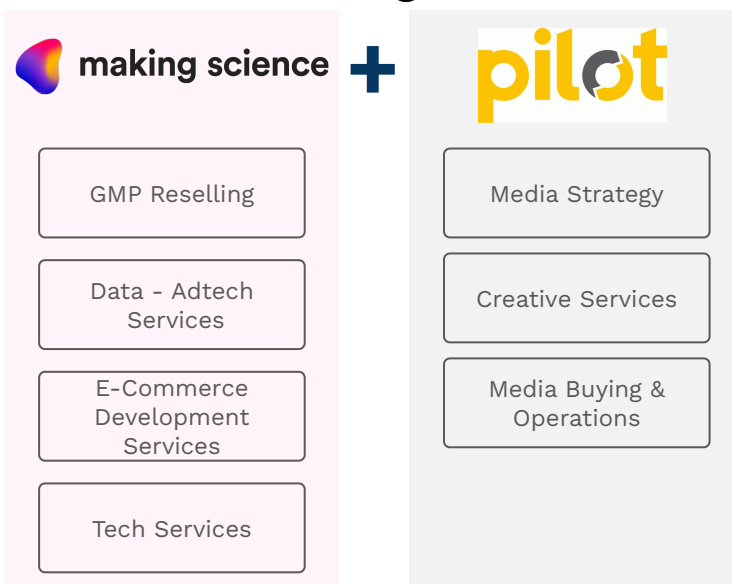 making science
+
pilot
GMP Reselling
Data - Adtech
Services
E-Commerce
Development
Services
Tech Services
Media Strategy
Creative Services
Media Buying &
Operations